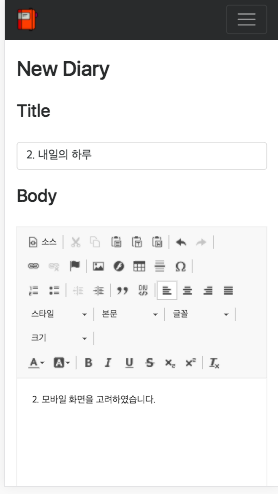 New Diary
Title
2. 내일의 하루
Body
소스
스타일 본문 글꼴
크기
2. 모바일 화면을 고려하였습니다.